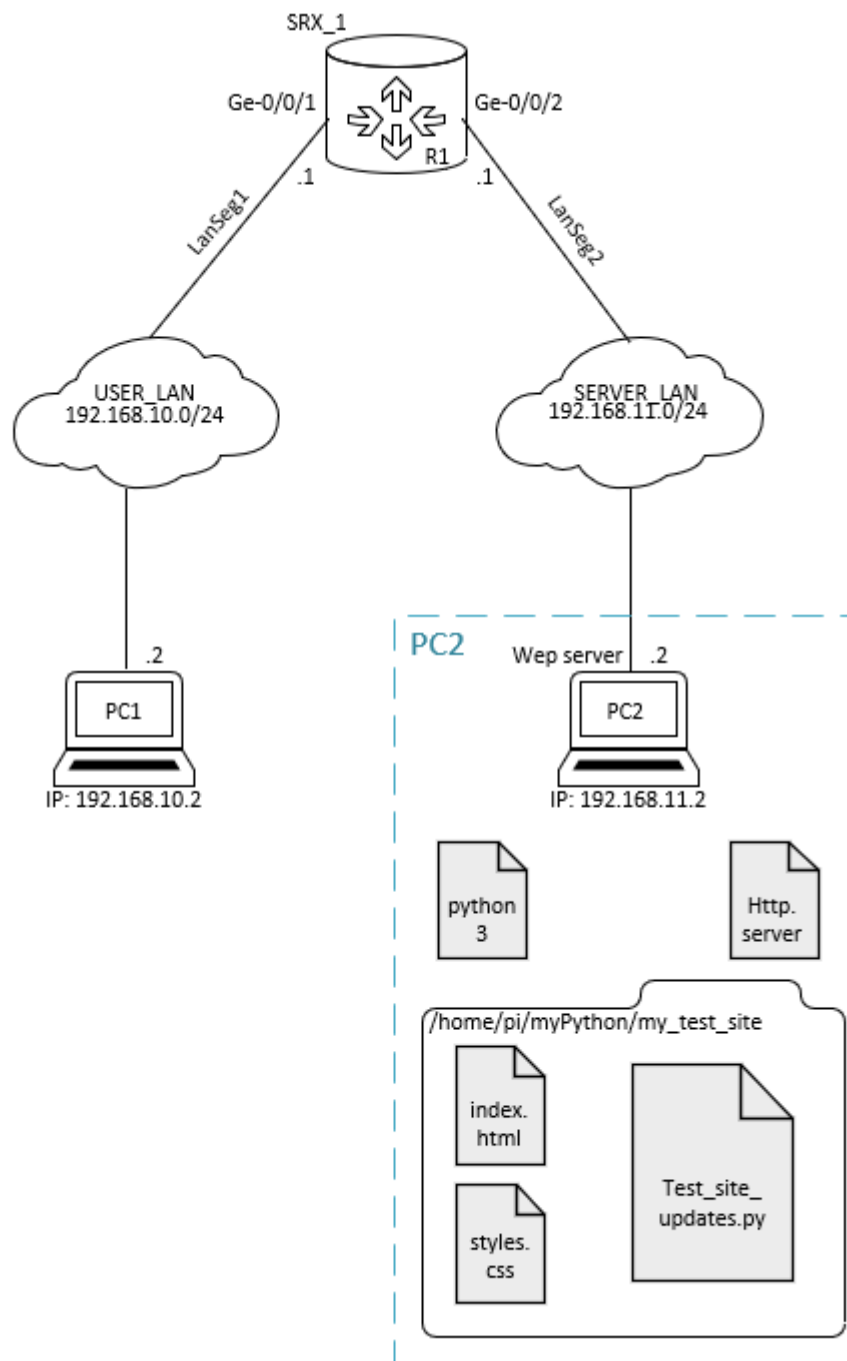 SRX_1
Ge-0/0/1
Ge-0/0/2
R1
.1
.1
LanSeg1
LanSeg2
USER_LAN
192.168.10.0/24
SERVER_LAN
192.168.11.0/24
PC2
.2
Wep server
.2
PC1
PC2
IP: 192.168.10.2
IP: 192.168.11.2
python
3
Http.
server
/home/pi/myPython/my_test_site
index.
html
Test_site_
updates.py
styles.
css